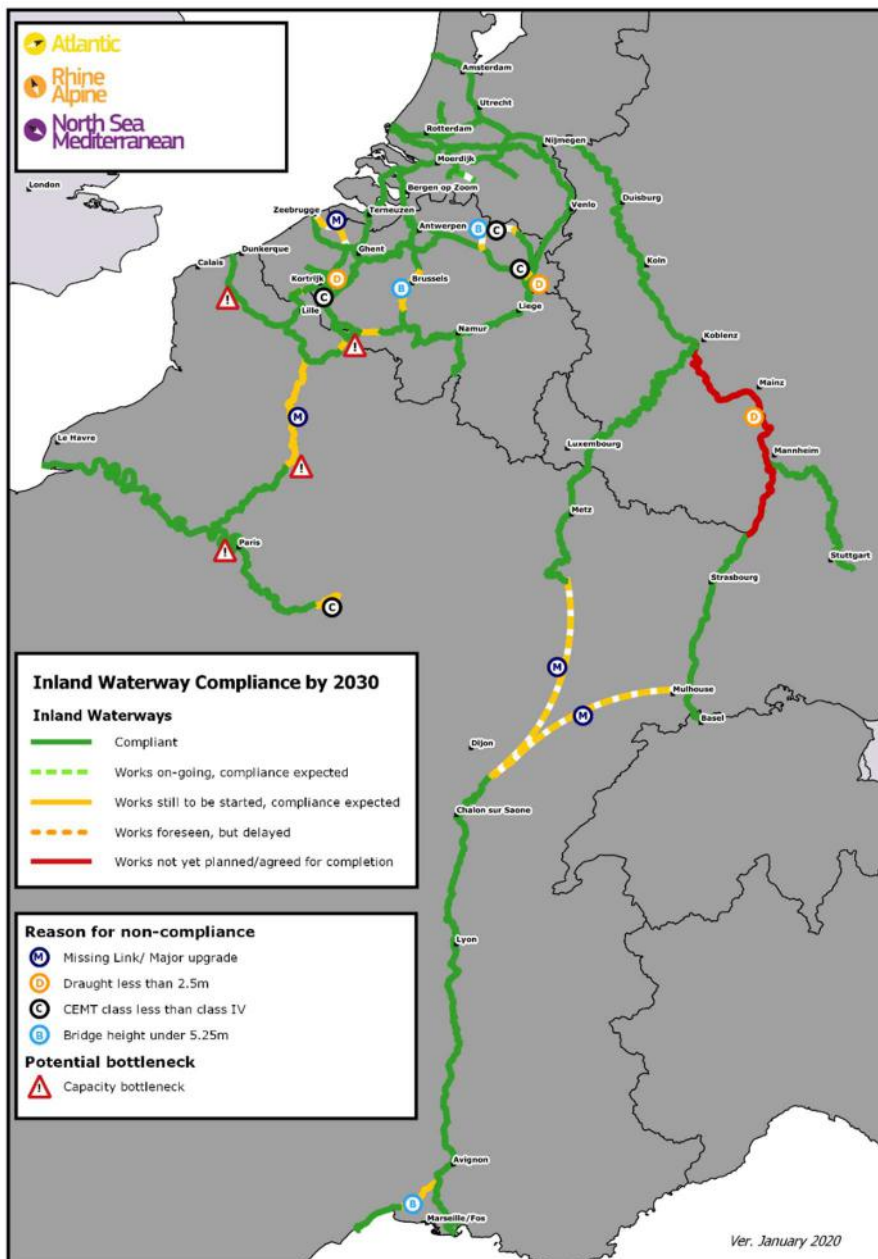 Atlantic
Rhine
Alpine
North Sea
Mediterranean
London
Amsterdam
Utrecht
Rotterdam
Nijmegen
Moerdijk
Bergen op Zoom
Duisburg
Venlo
Zeebrugge
M
Terneuzen
Antwerpen
B
C
Dunkerque
Ghent
Calais
Koln
Kortrijk
D
Brussels
C
D
B
C
!
Lille
Liege
Namur
!
Koblenz
Mainz
M
D
Le Havre
Luxembourg
Mannheim
!
Metz
Paris
!
Stuttgart
Strasbourg
C
M
Mulhouse
M
Basel
Dijon
Chalon sur Saone
Lyon
Avignon
B
Marseille/Fos
Inland Waterway Compliance by 2030
Inland Waterways
Compliant
Works on-going, compliance expected
Works still to be started, compliance expected
Works foreseen, but delayed
Works not yet planned/agreed for completion
Reason for non-compliance
M Missing Link/ Major upgrade
D Draught less than 2.5m
C CEMT class less than class IV
B Bridge height under 5.25m
Potential bottleneck
! Capacity bottleneck
Ver. January 2020